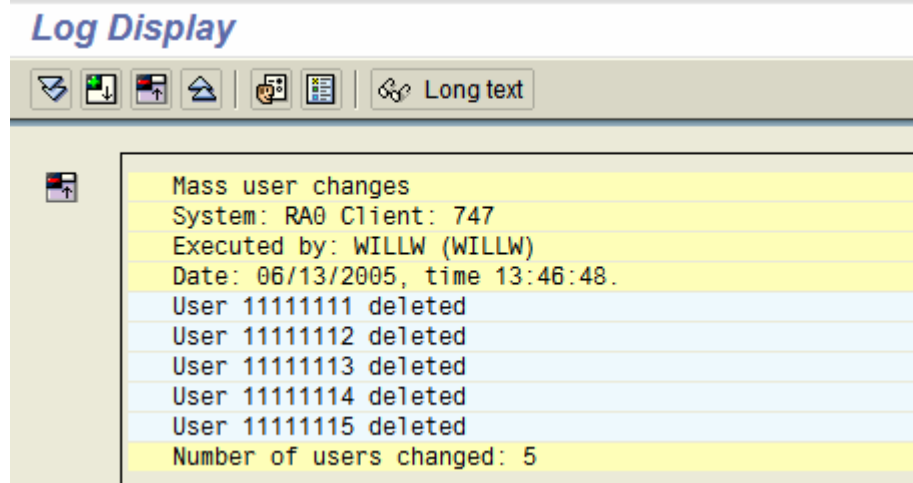 Log Display
Long text
Mass user changes
System: RA0 Client: 747
Executed by: WILLW (WILLW)
Date: 06/13/2005, time 13:46:48.
User 11111111 deleted
User 11111112 deleted
User 11111113 deleted
User 11111114 deleted
User 11111115 deleted
Number of users changed: 5